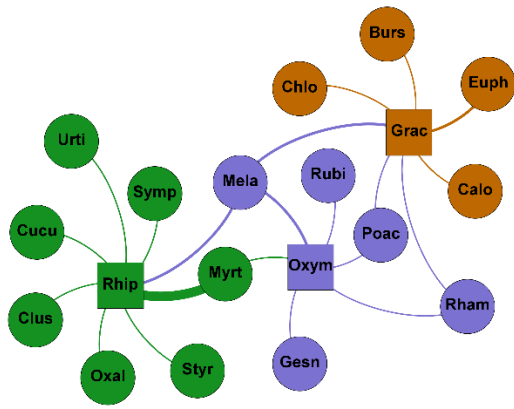 Burs
Chlo
Euph
Grac
Urti
Rubi
Mela
Symp
Calo
Cucu
Poac
Oxym
Myrt
Rhip
Rham
Clus
Gesn
Styr
Oxal